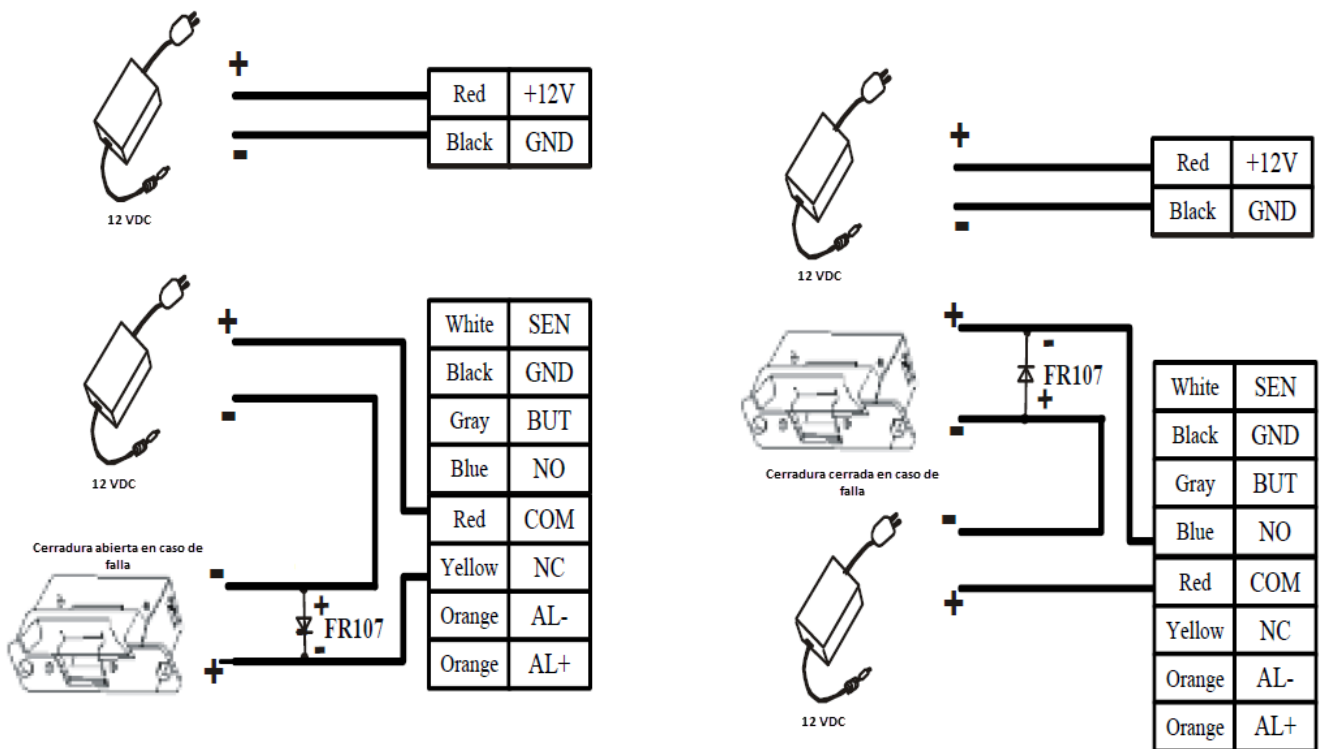 +
Red +12V
Black GND
-
12 VDC
+
-
12 VDC
White SEN
Black GND
Gray BUT
Blue NO
Red COM
Yellow NC
Orange AL-
Orange AL+
Cerradura abierta en caso de
falla
-
+
FR107
-
+
+
Red +12V
Black GND
-
12 VDC
+
-
FR107
+
-
Cerradura cerrada en caso de
falla
-
+
12 VDC
White SEN
Black GND
Gray BUT
Blue NO
Red COM
Yellow NC
Orange AL-
Orange AL+